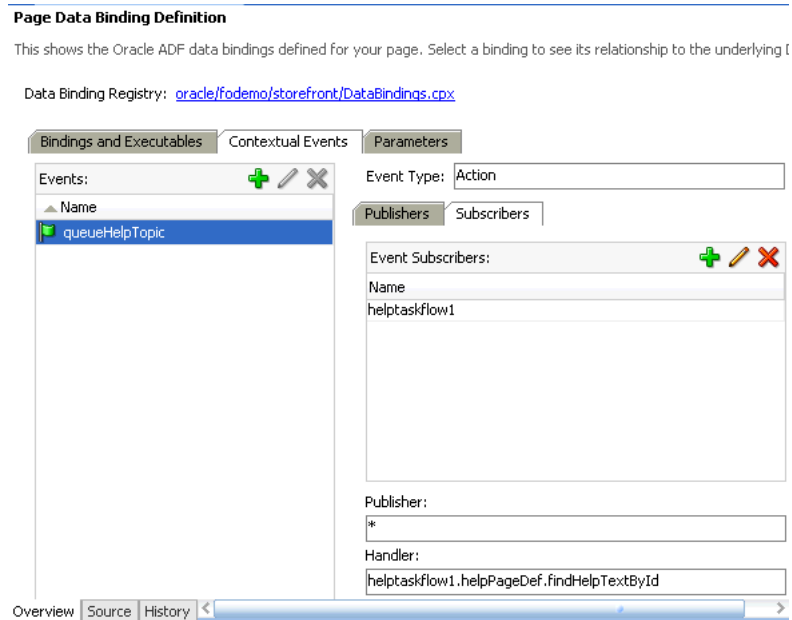 Page Data Binding Definition
This shows the Oracle ADF data bindings defined for your page. Select a binding to see its relationship to the underlying
Data Binding Registry: oracle/fodemo/storefront/DataBindings.cpx
Bindings and Executables Contextual Events Parameters
Events:
Name
queueHelpTopic
Event Type: Action
Publishers Subscribers
Event Subscribers:
Name
helptaskflow1
Publisher:
*
Handler:
helptaskflow1.helpPageDef.findHelpTextById
Overview Source History